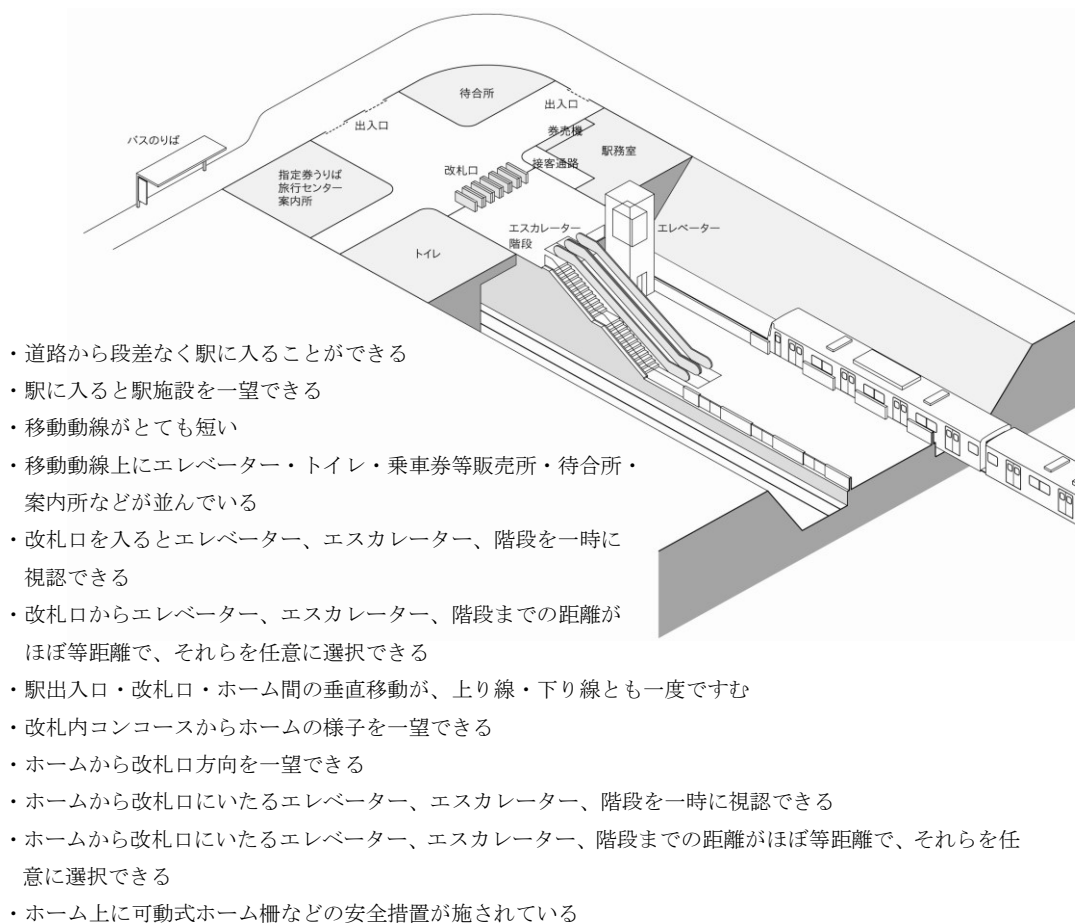 待合所
出入口
バスのりば
出入口
券売機
駅務室
改札口
接客通路
指定券うりば
旅行センター
案内所
エスカレーター
階段
エレベーター
トイレ
・道路から段差なく駅に入ることができる
・駅に入ると駅施設を一望できる
・移動動線がとても短い
・移動動線上にエレベーター・トイレ・乗車券等販売所・待合所・
案内所などが並んでいる
・改札口を入るとエレベーター、エスカレーター、階段を一時に
視認できる
・改札口からエレベーター、エスカレーター、階段までの距離が
ほぼ等距離で、それらを任意に選択できる
・駅出入口・改札口・ホーム間の垂直移動が、上り線・下り線とも一度ですむ
・改札内コンコースからホームの様子を一望できる
・ホームから改札口方向を一望できる
・ホームから改札口にいたるエレベーター、エスカレーター、階段を一時に視認できる
・ホームから改札口にいたるエレベーター、エスカレーター、階段までの距離がほぼ等距離で、それらを任
意に選択できる
・ホーム上に可動式ホーム柵などの安全措置が施されている